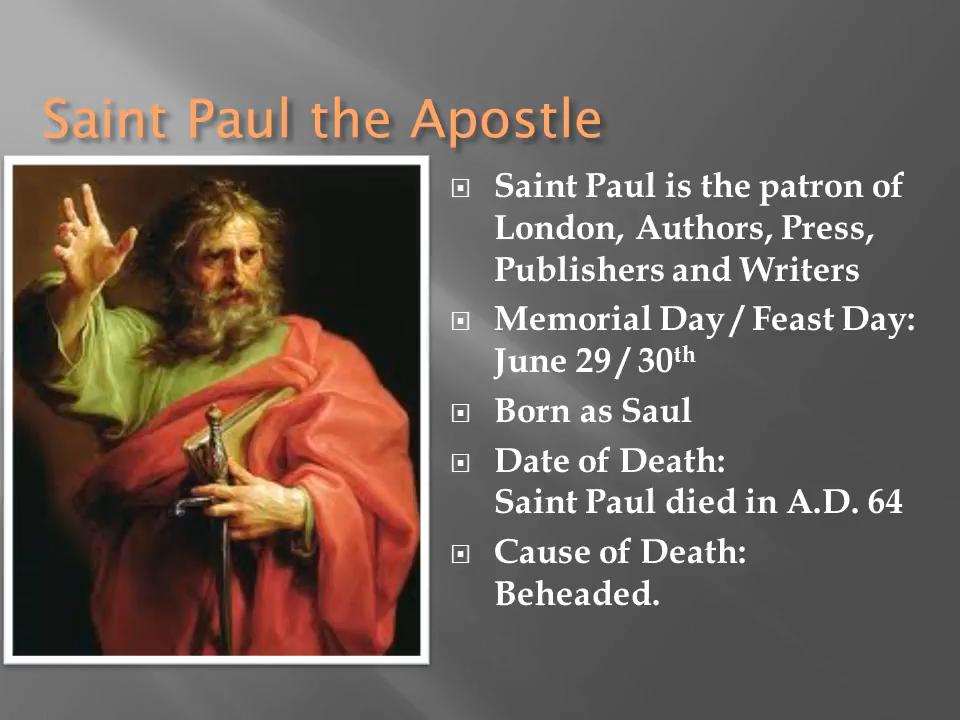 Saint Paul the Apostle
Saint Paul is the patron of
London, Authors, Press,
Publishers and Writers
Memorial Day / Feast Day:
June 29 / 30th
Born as Saul
Date of Death:
Saint Paul died in A.D. 64
Cause of Death:
Beheaded.